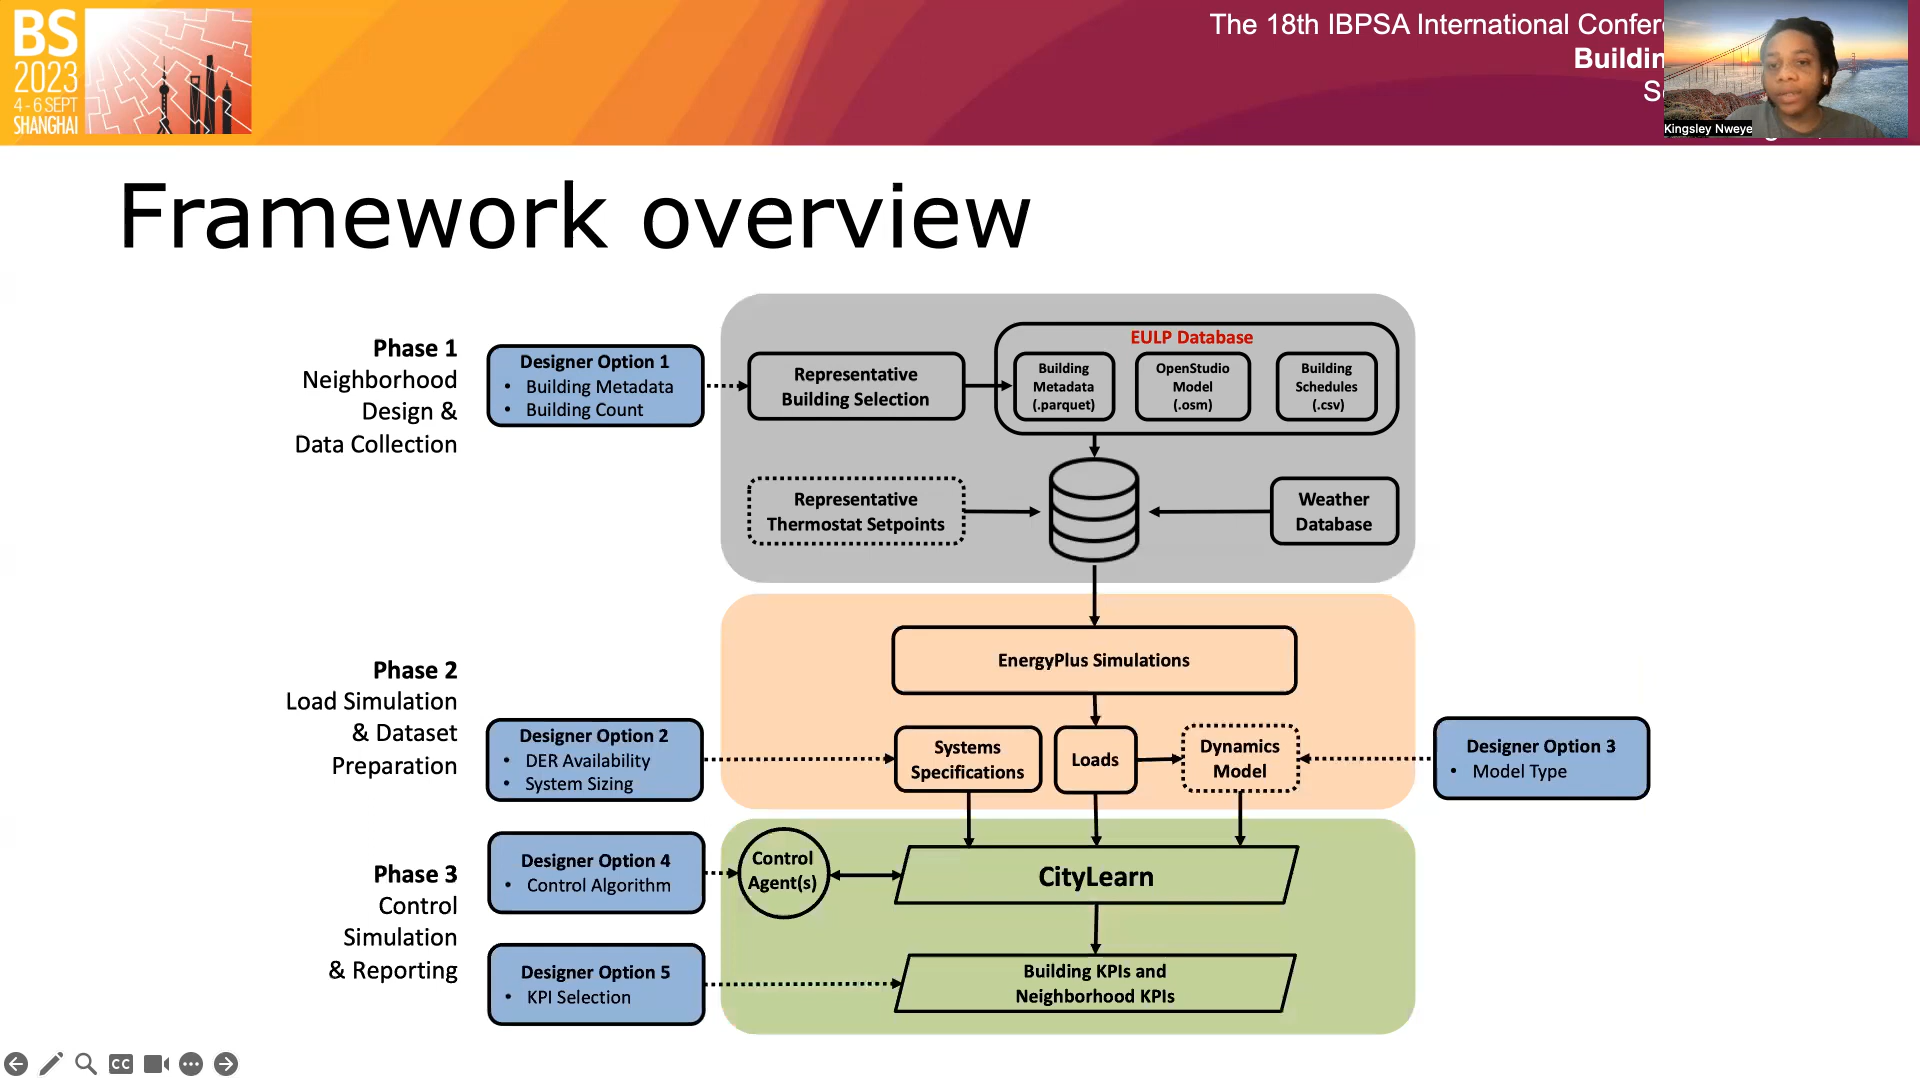 BS
2023
4 - 6 SEPT
SHANGHAI
The 18th IBPSA International
Kingsley Nweye
Framework overview
Phase 1
Neighborhood
Design &
Data Collection
Designer Option 1
• Building Metadata
• Building Count
Representative
Building Selection
EULP Database
Building
Metadata
(.parquet)
OpenStudio
Model
(.osm)
Building
Schedules
(.csv)
Representative
Thermostat Setpoints
Weather
Database
Phase 2
Load Simulation
& Dataset
Preparation
EnergyPlus Simulations
Designer Option 2
• DER Availability
• System Sizing
Systems
Specifications
Loads
Dynamics
Model
Designer Option 3
• Model Type
Phase 3
Control
Simulation
& Reporting
Designer Option 4
• Control Algorithm
Control
Agent(s)
CityLearn
Designer Option 5
• KPI Selection
Building KPIs and
Neighborhood KPIs
CC